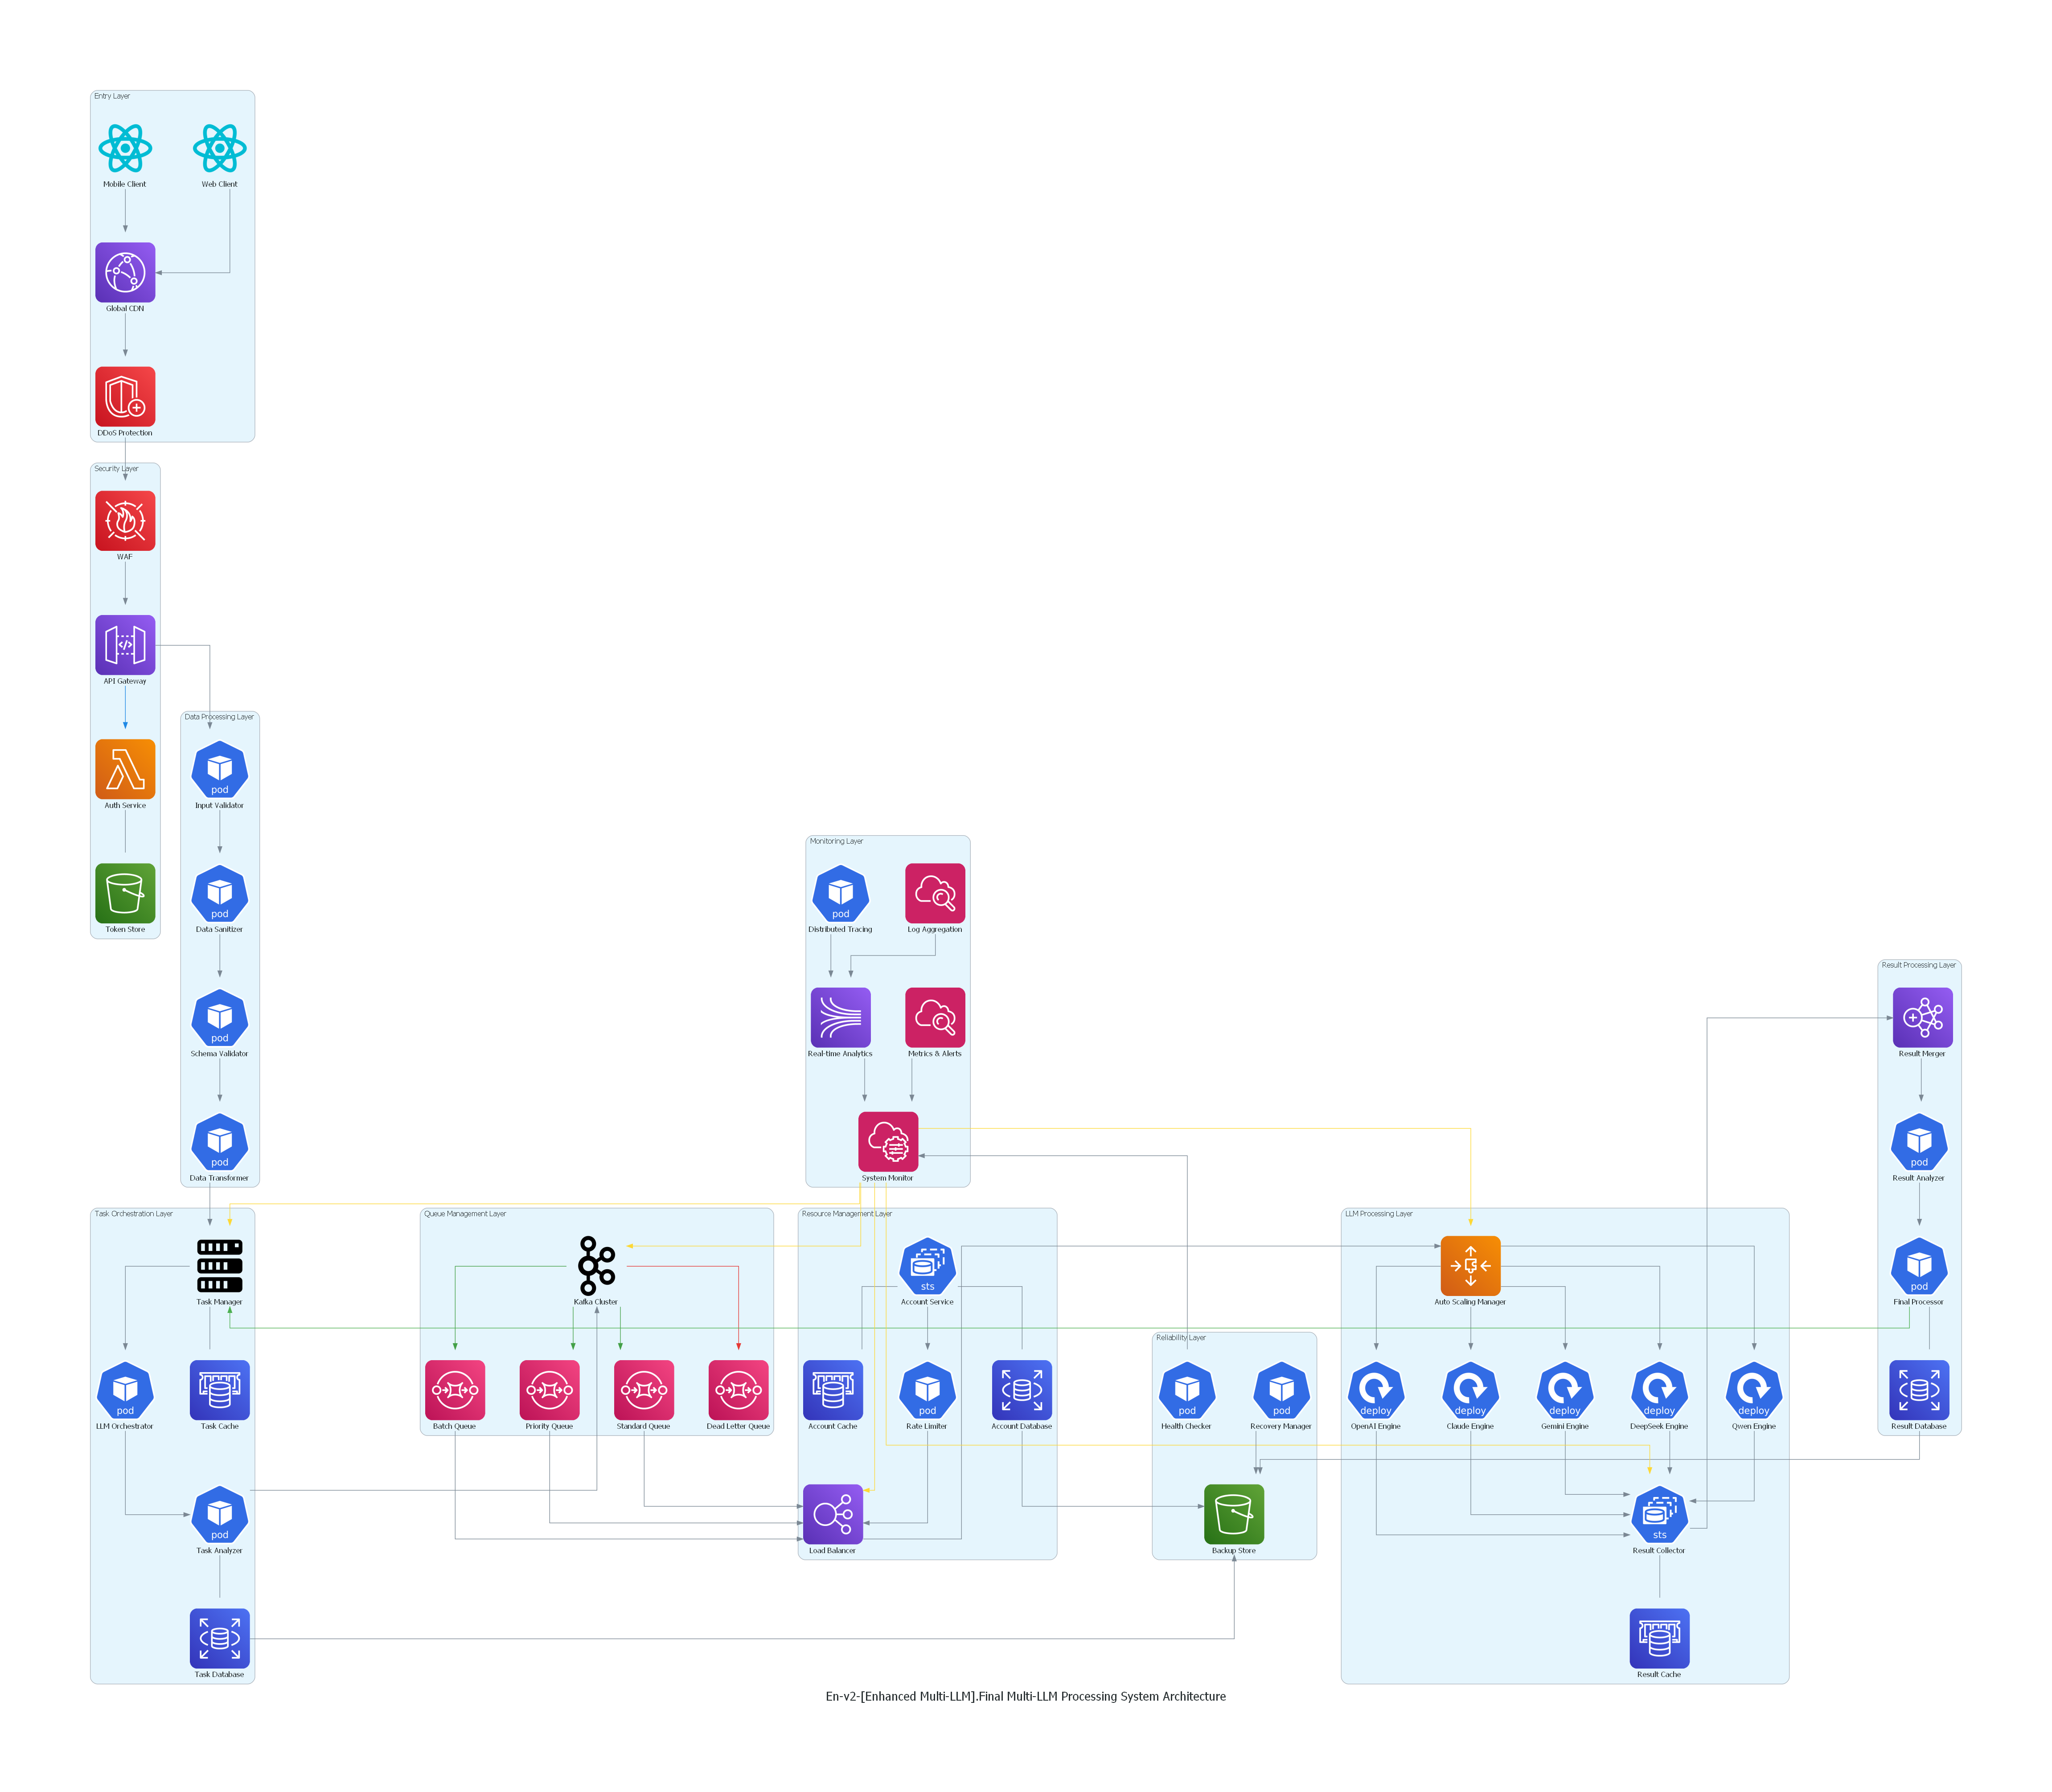 Entry Layer
Mobile Client
Web Client
Global CDN
DDoS Protection
Security Layer
WAF
API Gateway
Auth Service
Token Store
Data Processing Layer
pod
Input Validator
pod
Data Sanitizer
pod
Schema Validator
pod
Data Transformer
Monitoring Layer
pod
Distributed Tracing
Log Aggregation
Real-time Analytics
Metrics & Alerts
System Monitor
Result Processing Layer
Result Merger
pod
Result Analyzer
pod
Final Processor
Result Database
Task Orchestration Layer
Task Manager
pod
LLM Orchestrator
Task Cache
pod
Task Analyzer
Task Database
Queue Management Layer
Kafka Cluster
Batch Queue
Priority Queue
Standard Queue
Dead Letter Queue
Resource Management Layer
sts
Account Service
Account Cache
pod
Rate Limiter
Account Database
Load Balancer
Reliability Layer
pod
Health Checker
pod
Recovery Manager
Backup Store
LLM Processing Layer
Auto Scaling Manager
deploy
OpenAI Engine
deploy
Claude Engine
deploy
Gemini Engine
deploy
DeepSeek Engine
deploy
Qwen Engine
sts
Result Collector
Result Cache
En-v2-[Enhanced Multi-LLM].Final Multi-LLM Processing System Architecture